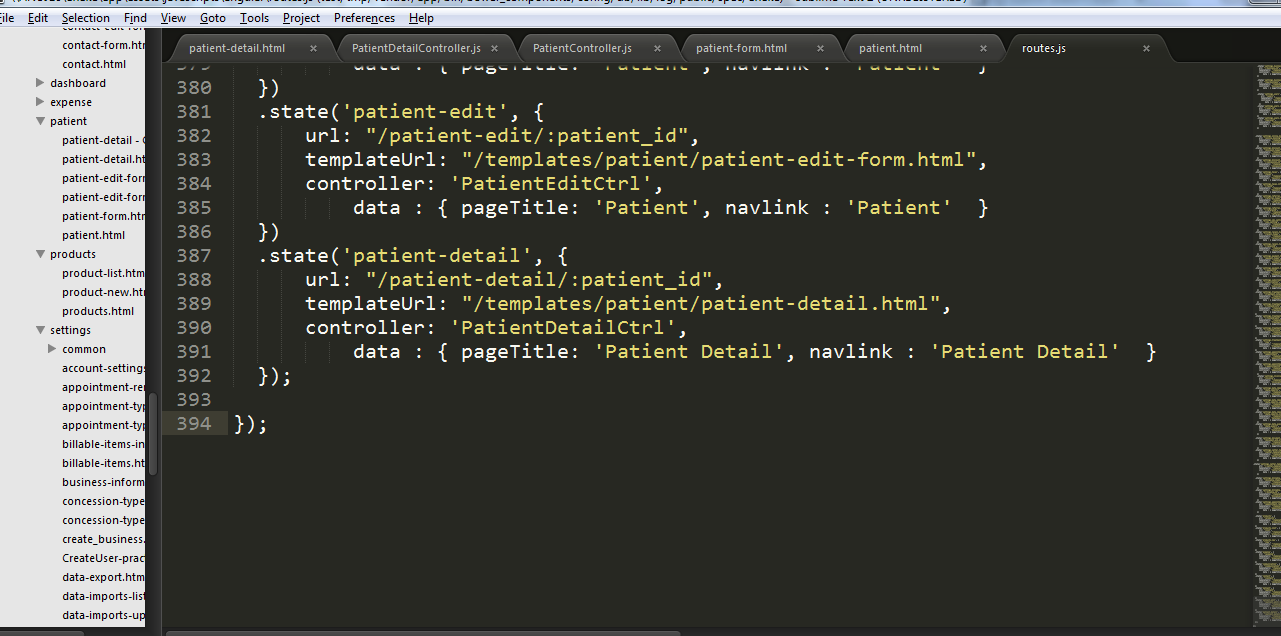 File Edit Selection Find View Goto Tools Project Preferences Help
contact-form.htm
contact.html
dashboard
expense
patient
patient-detail -
patient-detail.ht
patient-edit-forr
patient-edit-forr
patient-form.htr
patient.html
products
product-list.htm
product-new.ht
products.html
settings
common
account-setting
appointment-re
appointment-typ
appointment-typ
billable-items-in
billable-items.ht
business-inform
concession-type
concession-type
create_business.
CreateUser-prac
data-export.htm
data-imports-list
data-imports-up
patient-detail.html × PatientDetailController.js × PatientController.js × patient-form.html × patient.html × routes.js ×
379 data : { pageTitle: 'Patient', navlink : 'Patient' }
380 })
381 .state('patient-edit', {
382 url: "/patient-edit/:patient_id",
383 templateUrl: "/templates/patient/patient-edit-form.html",
384 controller: 'PatientEditCtrl',
385 data : { pageTitle: 'Patient', navlink : 'Patient' }
386 })
387 .state('patient-detail', {
388 url: "/patient-detail/:patient_id",
389 templateUrl: "/templates/patient/patient-detail.html",
390 controller: 'PatientDetailCtrl',
391 data : { pageTitle: 'Patient Detail', navlink : 'Patient Detail' }
392 });
393
394 });